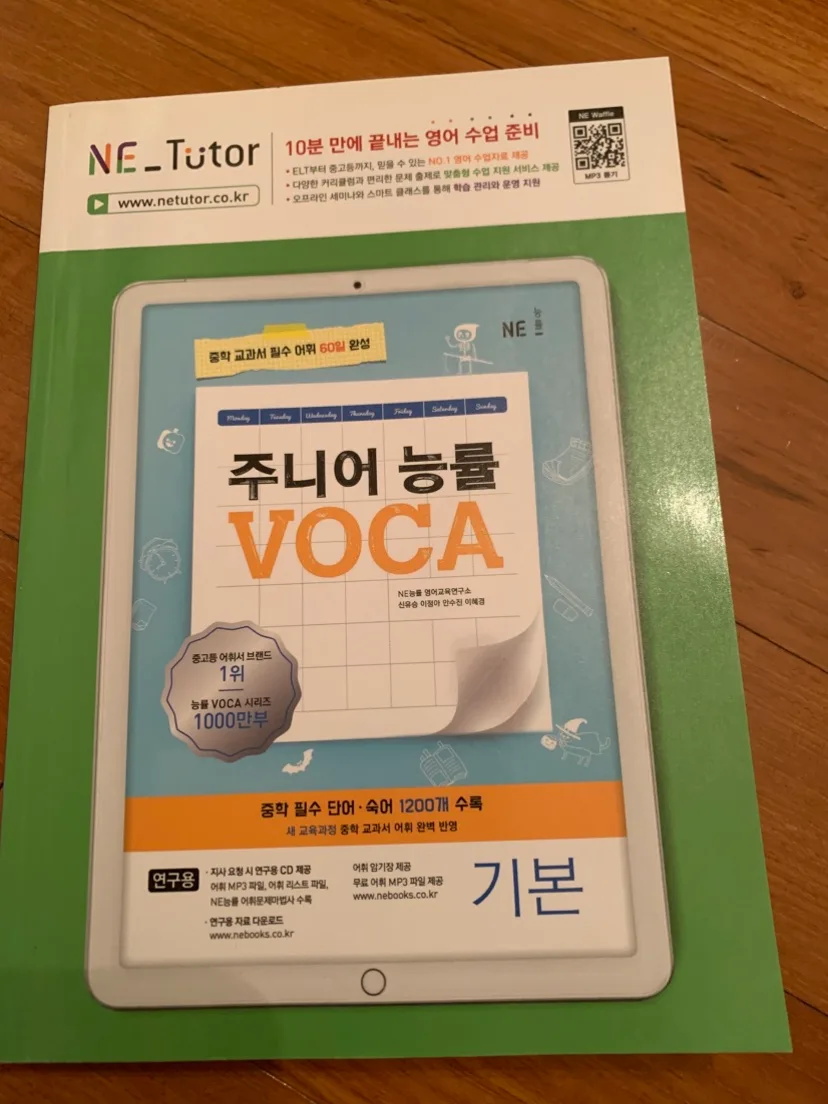 NE_Tutor
www.netutor.co.kr
10분 만에 끝내는 영어 수업 준비
• ELT부터 중고등까지, 믿을 수 있는 NO.1 영어 수업자료 제공
• 다양한 커리큘럼과 편리한 문제 출제로 맞춤형 수업 지원 서비스 제공
• 오프라인 세미나와 스마트 클래스를 통해 학습 관리와 운영 지원
NE Waffle
MP3 듣기
중학 교과서 필수 어휘 60일 완성
NE능률
Monday Tuesday Wednesday Thursday Friday Saturday Sunday
주니어 능률
VOCA
NE능률 영어교육연구소
신유승 이정아 안수진 이혜경
중고등 어휘서 브랜드
1위
능률 VOCA 시리즈
1000만부
중학 필수 단어·숙어 1200개 수록
새 교육과정 중학 교과서 어휘 완벽 반영
연구용
· 지사 요청 시 연구용 CD 제공
어휘 MP3 파일, 어휘 리스트 파일,
NE능률 어휘문제마법사 수록
· 연구용 자료 다운로드
www.nebooks.co.kr
어휘 암기장 제공
무료 어휘 MP3 파일 제공
www.nebooks.co.kr
기본